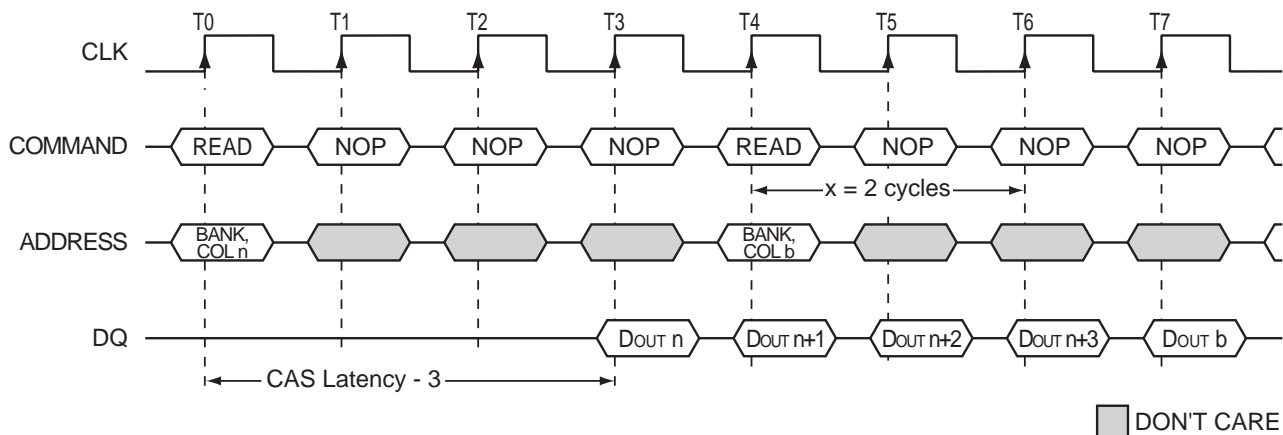 T0 T1 T2 T3 T4 T5 T6 T7
CLK
COMMAND READ NOP NOP NOP READ NOP NOP NOP
x = 2 cycles
ADDRESS BANK, COL n BANK, COL b
DQ DOUT n DOUT n+1 DOUT n+2 DOUT n+3 DOUT b
CAS Latency - 3
DON'T CARE